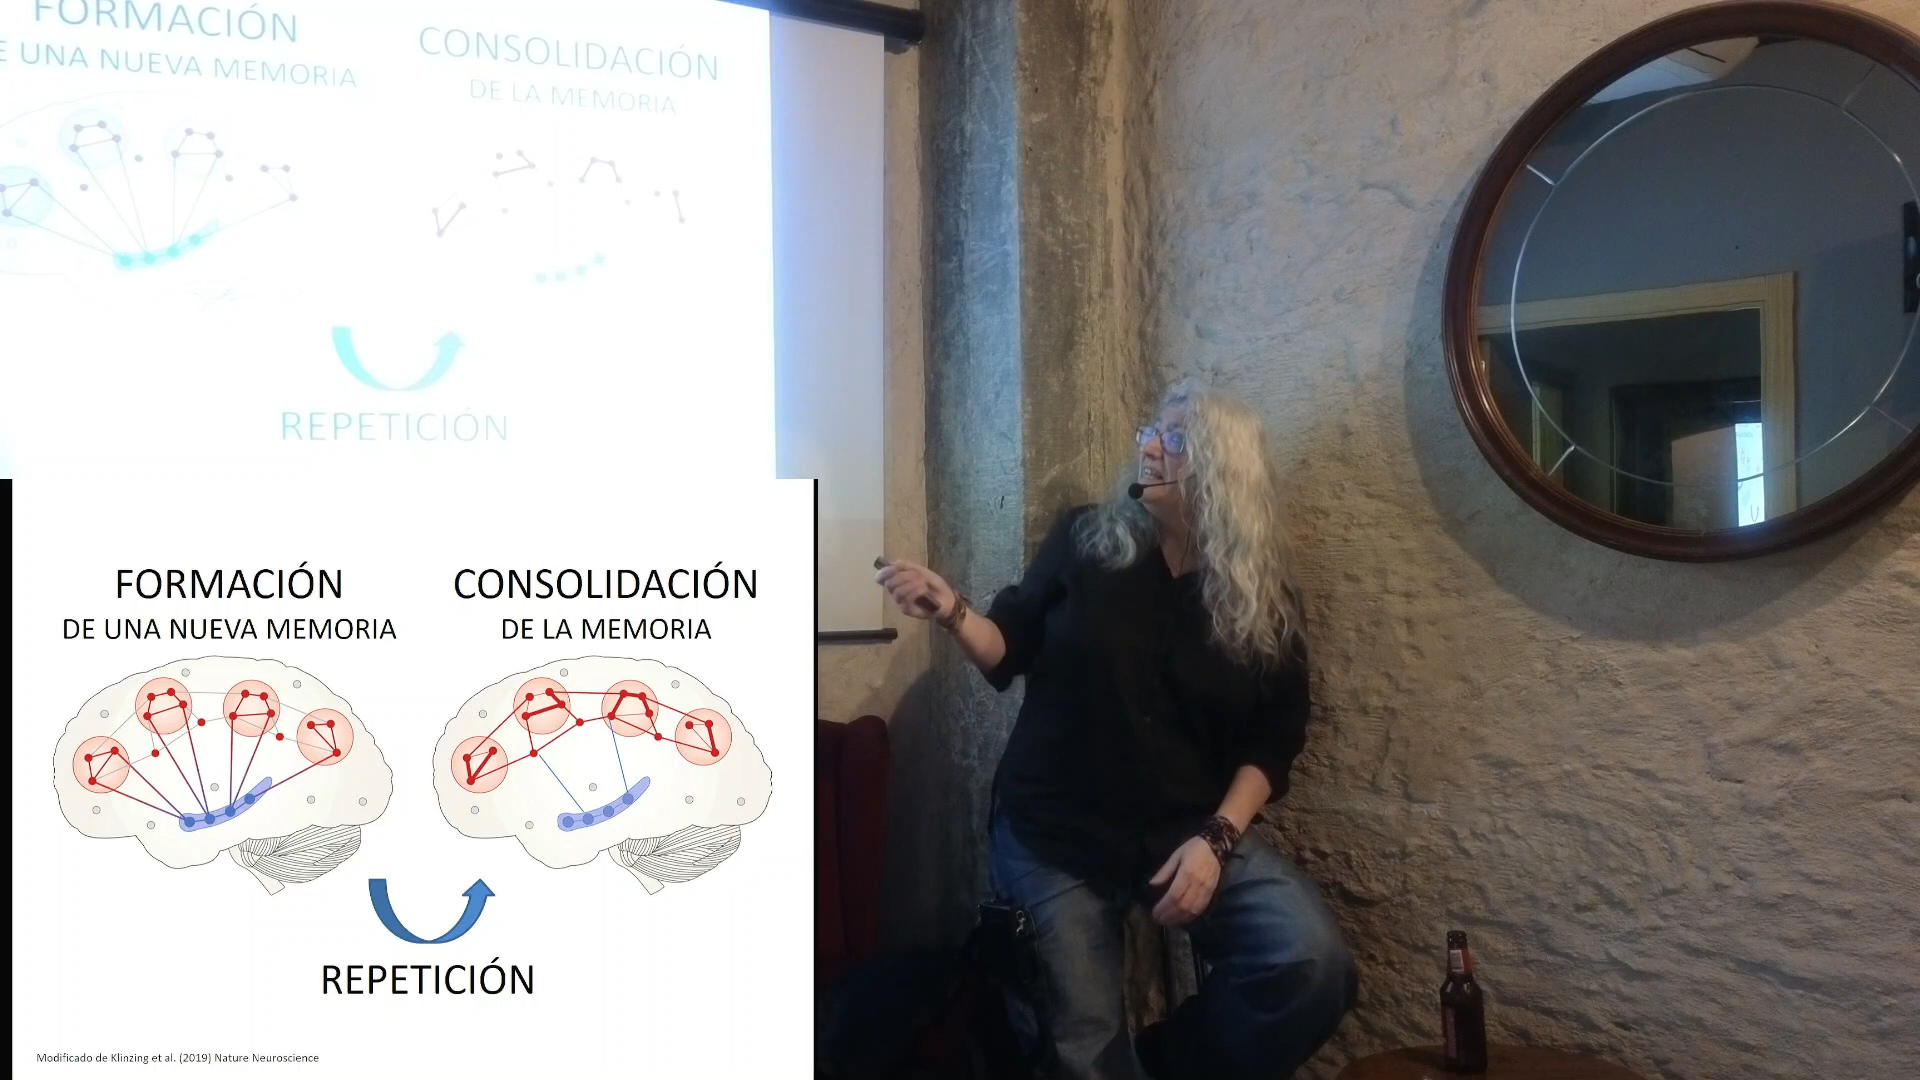 FORMACIÓN
E UNA NUEVA MEMORIA
CONSOLIDACIÓN
DE LA MEMORIA
REPETICIÓN
FORMACIÓN
DE UNA NUEVA MEMORIA
CONSOLIDACIÓN
DE LA MEMORIA
REPETICIÓN
Modificado de Klinzing et al. (2019) Nature Neuroscience